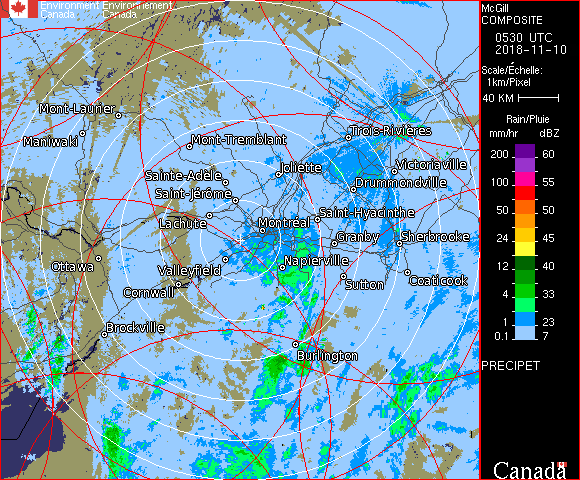 Environment Environnement
Canada Canada
McGill
COMPOSITE
0530 UTC
2018-11-10
Scale/Échelle:
1km/Pixel
40 KM
Rain/Pluie
mm/hr dBZ
200 60
100 55
50 50
24 45
12 40
4 33
1 23
0.1 7
PRECIPET
Canada
Mont-Laurier
Maniwaki
Mont-Tremblant
Trois-Rivières
Joliette
Victoriaville
Sainte-Adèle
Drummondville
Saint-Jérôme
Saint-Hyacinthe
Lachute
Montréal
Granby
Sherbrooke
Ottawa
Valleyfield
Napierville
Sutton
Coaticook
Cornwall
Brockville
Burlington